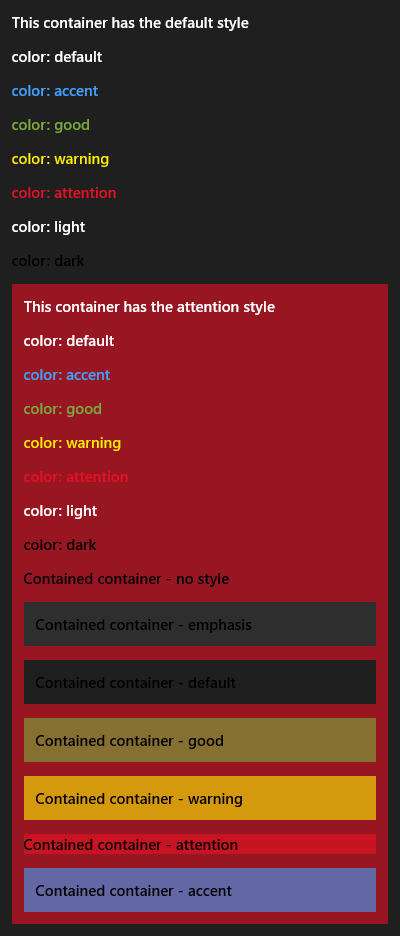 This container has the default style
color: default
color: accent
color: good
color: warning
color: attention
color: light
color: dark
This container has the attention style
color: default
color: accent
color: good
color: warning
color: attention
color: light
color: dark
Contained container - no style
Contained container - emphasis
Contained container - default
Contained container - good
Contained container - warning
Contained container - attention
Contained container - accent